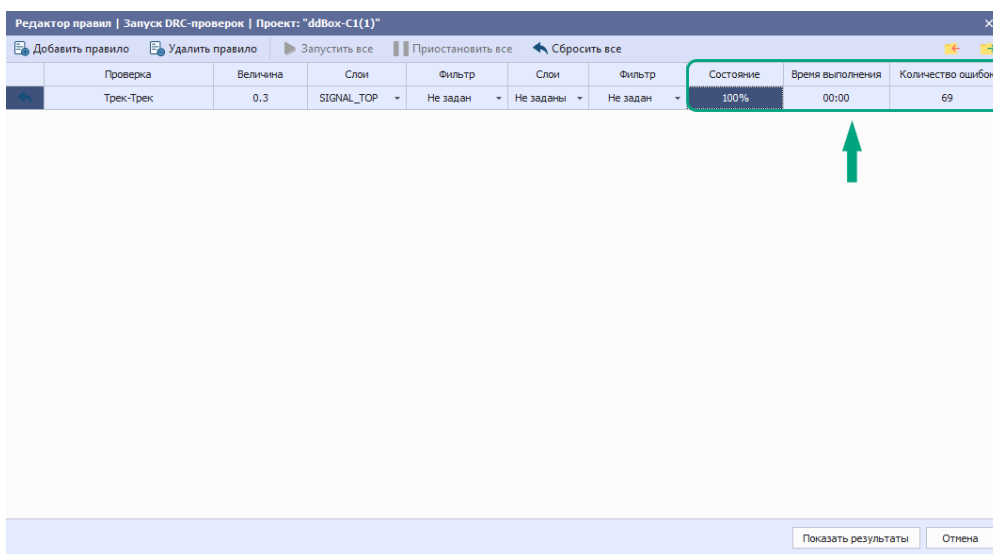 Редактор правил | Запуск DRC-проверок | Проект: "ddBox-C1(1)"
Добавить правило Удалить правило Запустить все Приостановить все Сбросить все
Проверка Величина Слои Фильтр Слои Фильтр Состояние Время выполнения Количество ошибок
Трек-Трек 0.3 SIGNAL_TOP Не задан Не заданы Не задан 100% 00:00 69
Показать результаты Отмена